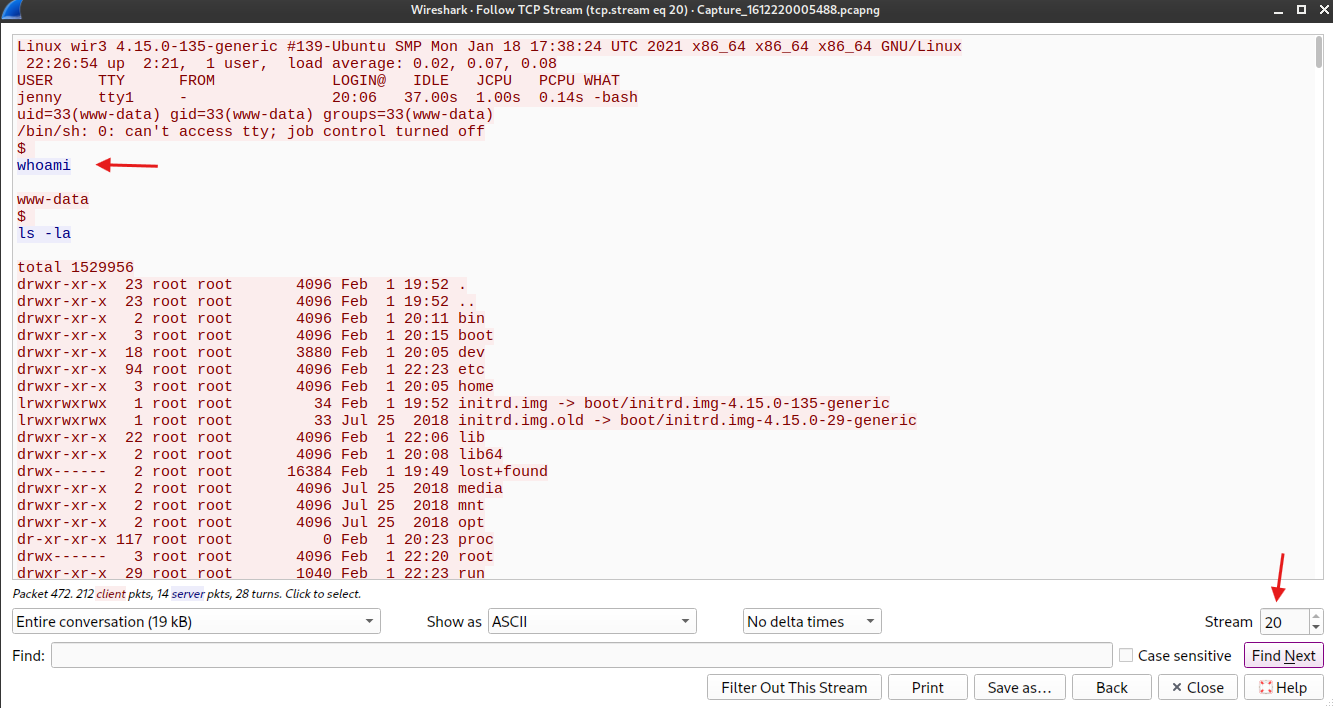 Wireshark · Follow TCP Stream (tcp.stream eq 20) · Capture_1612220005488.pcapng
Linux wir3 4.15.0-135-generic #139-Ubuntu SMP Mon Jan 18 17:38:24 UTC 2021 x86_64 x86_64 x86_64 GNU/Linux
 22:26:54 up  2:21,  1 user,  load average: 0.02, 0.07, 0.08
USER     TTY      FROM             LOGIN@   IDLE   JCPU   PCPU WHAT
jenny    tty1     -                20:06   37.00s  1.00s  0.14s -bash
uid=33(www-data) gid=33(www-data) groups=33(www-data)
/bin/sh: 0: can't access tty; job control turned off
$
whoami
www-data
$
ls -la
total 1529956
drwxr-xr-x  23 root root       4096 Feb  1 19:52 .
drwxr-xr-x  23 root root       4096 Feb  1 19:52 ..
drwxr-xr-x   2 root root       4096 Feb  1 20:11 bin
drwxr-xr-x   3 root root       4096 Feb  1 20:15 boot
drwxr-xr-x  18 root root       3880 Feb  1 20:05 dev
drwxr-xr-x  94 root root       4096 Feb  1 22:23 etc
drwxr-xr-x   3 root root       4096 Feb  1 20:05 home
lrwxrwxrwx   1 root root         34 Feb  1 19:52 initrd.img -> boot/initrd.img-4.15.0-135-generic
lrwxrwxrwx   1 root root         33 Jul 25  2018 initrd.img.old -> boot/initrd.img-4.15.0-29-generic
drwxr-xr-x  22 root root       4096 Feb  1 22:06 lib
drwxr-xr-x   2 root root       4096 Feb  1 20:08 lib64
drwx------   2 root root      16384 Feb  1 19:49 lost+found
drwxr-xr-x   2 root root       4096 Jul 25  2018 media
drwxr-xr-x   2 root root       4096 Jul 25  2018 mnt
drwxr-xr-x   2 root root       4096 Jul 25  2018 opt
dr-xr-xr-x 117 root root          0 Feb  1 20:23 proc
drwx------   3 root root       4096 Feb  1 22:20 root
drwxr-xr-x  29 root root       1040 Feb  1 22:23 run
Packet 472. 212 client pkts, 14 server pkts, 28 turns. Click to select.
Entire conversation (19 kB) Show as ASCII No delta times Stream 20
Find: Case sensitive Find Next
Filter Out This Stream Print Save as… Back Close Help